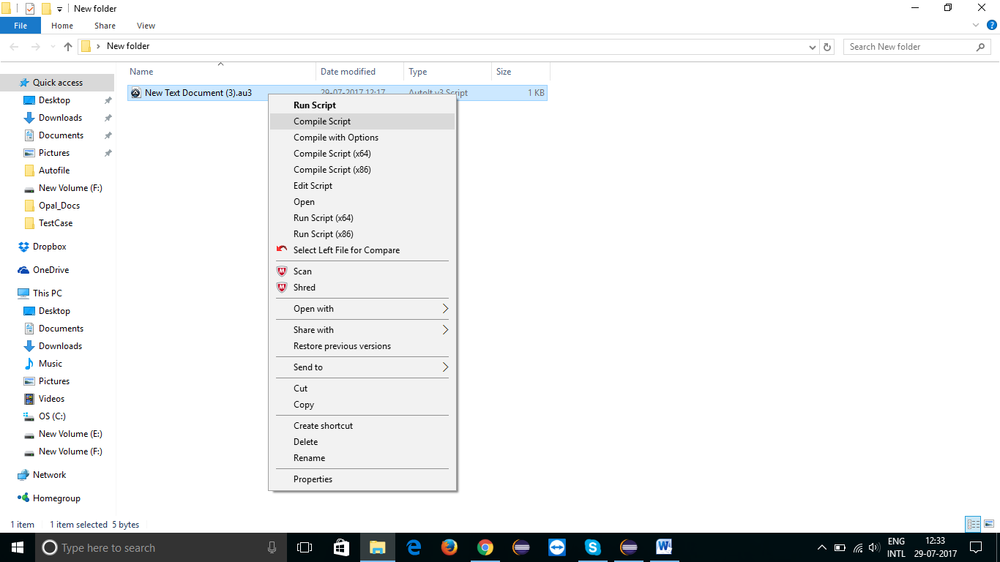 New folder
File Home Share View
New folder
Search New folder
Name Date modified Type Size
New Text Document (3).au3 29-07-2017 12:17 AutoIt v3 Script 1 KB
Quick access
Desktop
Downloads
Documents
Pictures
Autofile
New Volume (F:)
Opal_Docs
TestCase
Dropbox
OneDrive
This PC
Desktop
Documents
Downloads
Music
Pictures
Videos
OS (C:)
New Volume (E:)
New Volume (F:)
Network
Homegroup
Run Script
Compile Script
Compile with Options
Compile Script (x64)
Compile Script (x86)
Edit Script
Open
Run Script (x64)
Run Script (x86)
Select Left File for Compare
Scan
Shred
Open with
Share with
Restore previous versions
Send to
Cut
Copy
Create shortcut
Delete
Rename
Properties
1 item 1 item selected 5 bytes
Type here to search
ENG
INTL
12:33
29-07-2017